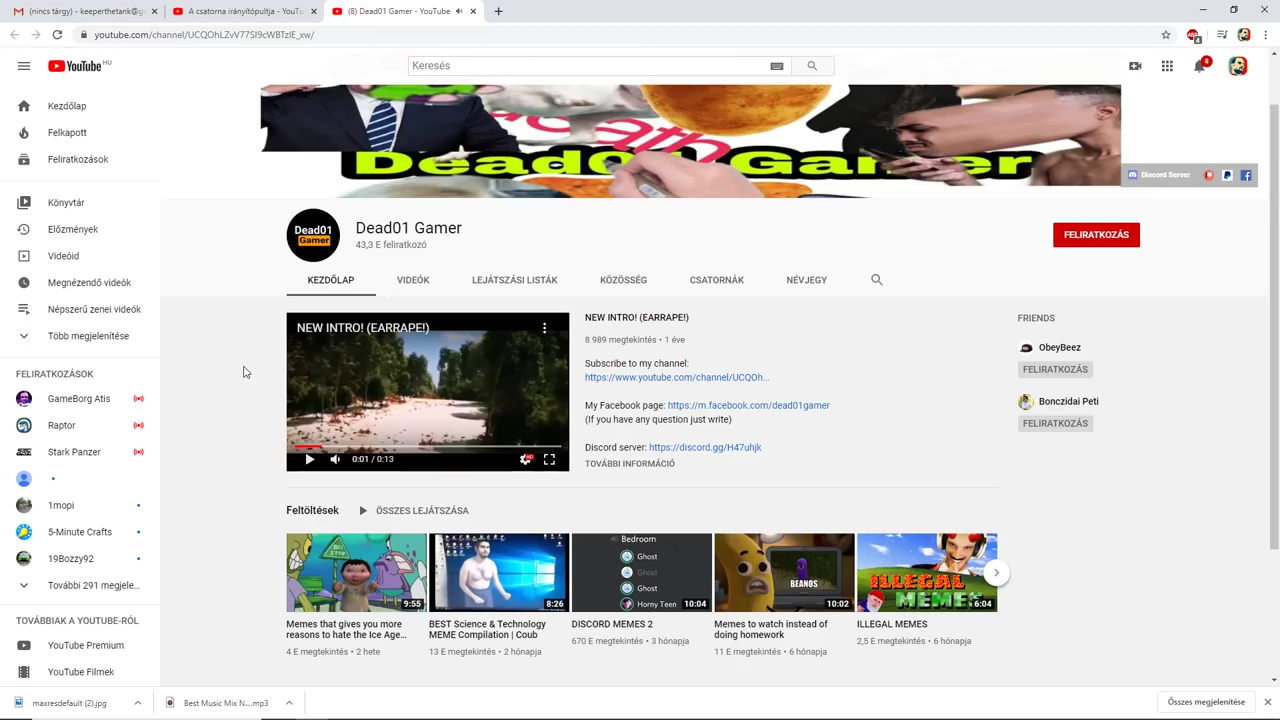 (nincs tárgy) - keeperthetank@g
A csatorna irányítópultja - YouTu
(8) Dead01 Gamer - YouTube
youtube.com/channel/UCQOhLZvV77Sl9cWBTzlE_xw/
YouTube HU
Keresés
8
Kezdőlap
Felkapott
Feliratkozások
Könyvtár
Előzmények
Videóid
Megnézendő videók
Népszerű zenei videók
Több megjelenítése
FELIRATKOZÁSOK
GameBorg Atis
Raptor
Stark Panzer
1mopi
5-Minute Crafts
19Bozzy92
További 291 megjele...
TOVÁBBIAK A YOUTUBE-RÓL
YouTube Premium
YouTube Filmek
Dead01 Gamer
Discord Server
Dead01
Gamer
Dead01 Gamer
43,3 E feliratkozó
FELIRATKOZÁS
KEZDŐLAP
VIDEÓK
LEJÁTSZÁSI LISTÁK
KÖZÖSSÉG
CSATORNÁK
NÉVJEGY
NEW INTRO! (EARRAPE!)
0:01 / 0:13
HD
NEW INTRO! (EARRAPE!)
8 989 megtekintés • 1 éve
Subscribe to my channel:
https://www.youtube.com/channel/UCQOh...
My Facebook page: https://m.facebook.com/dead01gamer
(If you have any question just write)
Discord server: https://discord.gg/H47uhjk
TOVÁBBI INFORMÁCIÓ
FRIENDS
ObeyBeez
FELIRATKOZÁS
Bonczidai Peti
FELIRATKOZÁS
Feltöltések
ÖSSZES LEJÁTSZÁSA
9:55
Memes that gives you more
reasons to hate the Ice Age...
4 E megtekintés • 2 hete
8:26
BEST Science & Technology
MEME Compilation | Coub
13 E megtekintés • 2 hónapja
Bedroom
Ghost
Ghost
Ghost
Horny Teen
10:04
DISCORD MEMES 2
670 E megtekintés • 3 hónapja
BEANOS
10:02
Memes to watch instead of
doing homework
11 E megtekintés • 6 hónapja
ILLEGAL
MEMES
6:04
ILLEGAL MEMES
2,5 E megtekintés • 6 hónapja
maxresdefault (2).jpg
Best Music Mix N....mp3
Összes megjelenítése